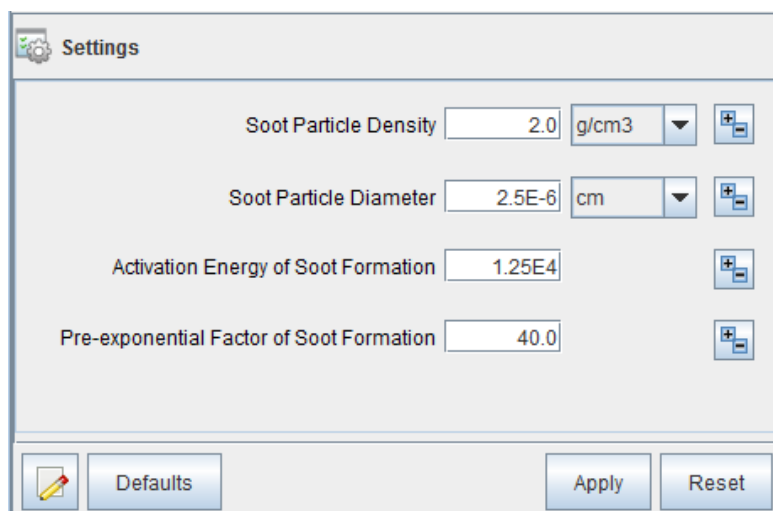 Settings
Soot Particle Density 2.0 g/cm3
Soot Particle Diameter 2.5E-6 cm
Activation Energy of Soot Formation 1.25E4
Pre-exponential Factor of Soot Formation 40.0
Defaults Apply Reset